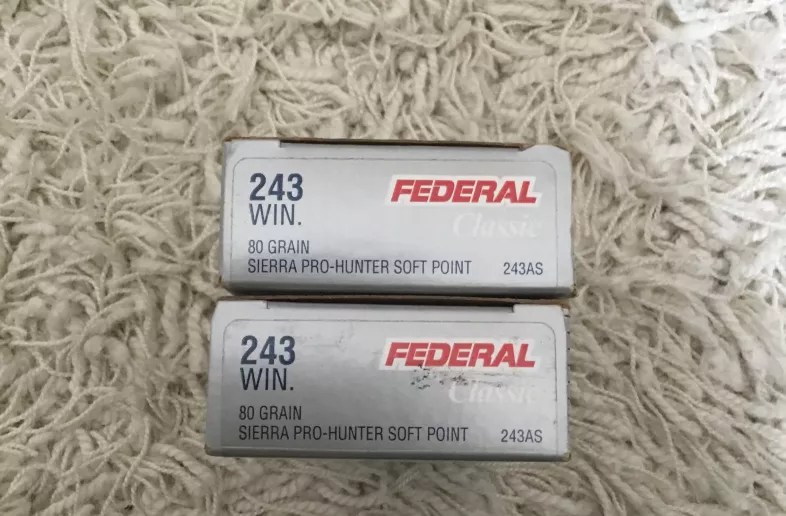 243
WIN.
FEDERAL
Classic
80 GRAIN
SIERRA PRO-HUNTER SOFT POINT 243AS
243
WIN.
FEDERAL
Classic
80 GRAIN
SIERRA PRO-HUNTER SOFT POINT 243AS